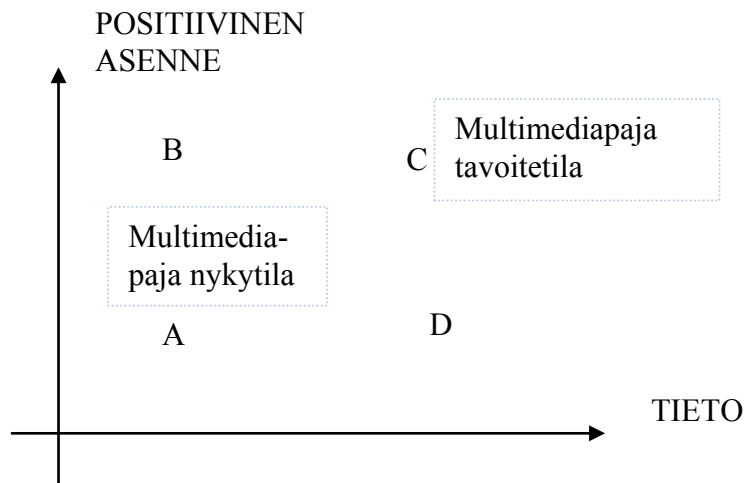 POSITIIVINEN
ASENNE
B
C
Multimediapaja
tavoitetila
Multimedia-
paja nykytila
A
D
TIETO